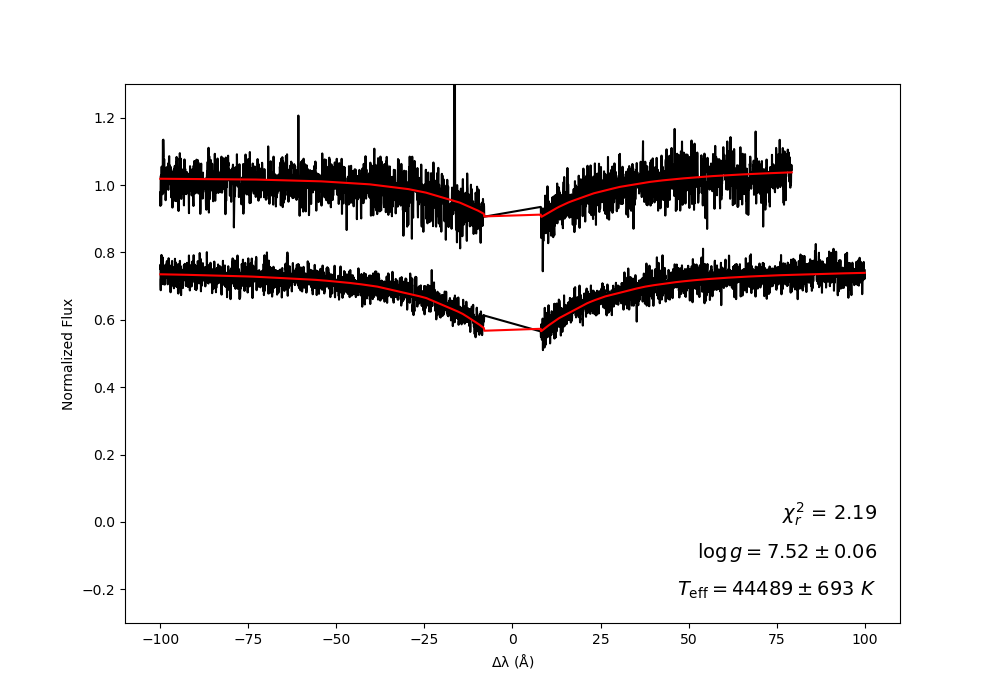 1.2
1.0
0.8
0.6
0.4
0.2
0.0
−0.2
Normalized Flux
χ²ᵣ = 2.19
log g = 7.52 ± 0.06
T_eff = 44489 ± 693 K
−100 −75 −50 −25 0 25 50 75 100
Δλ (Å)